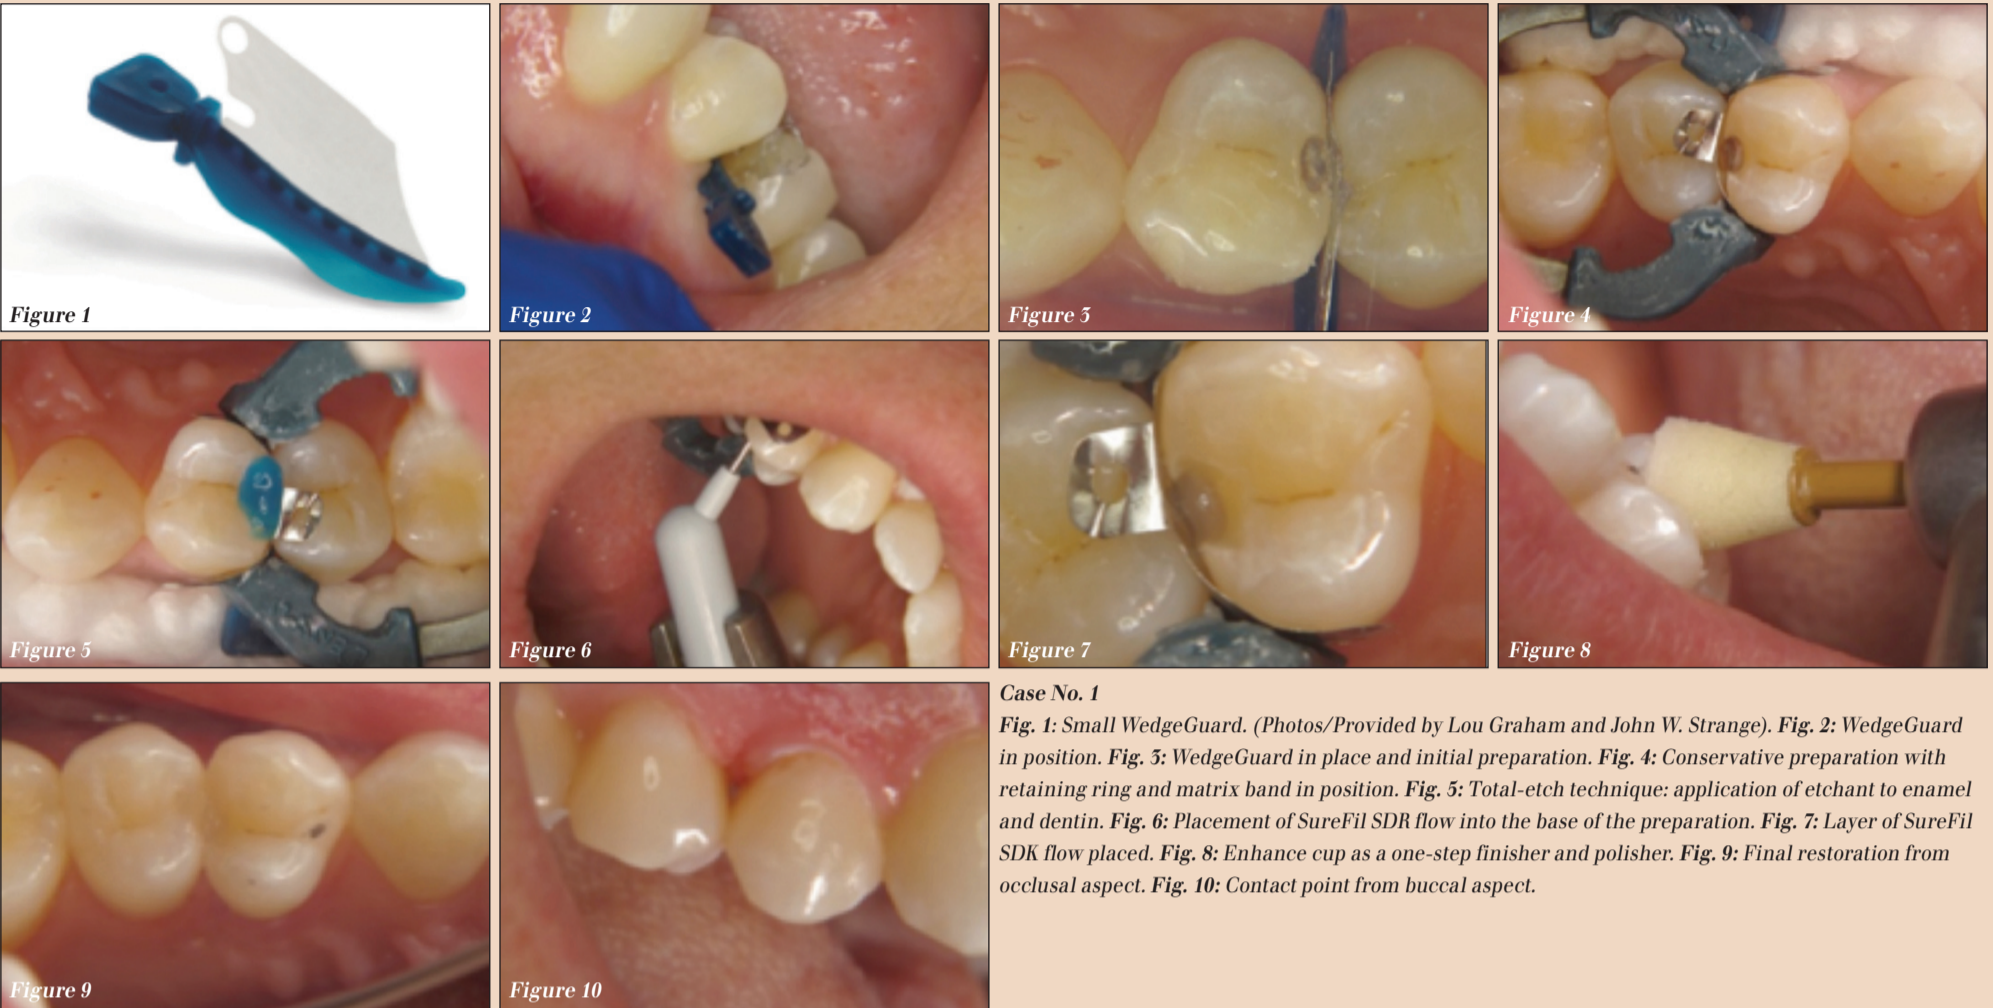 Figure 1
Figure 2
Figure 3
Figure 4
Figure 5
Figure 6
Figure 7
Figure 8
Figure 9
Figure 10
Case No. 1
Fig. 1: Small WedgeGuard. (Photos/Provided by Lou Graham and John W. Strange). Fig. 2: WedgeGuard
in position. Fig. 3: WedgeGuard in place and initial preparation. Fig. 4: Conservative preparation with
retaining ring and matrix band in position. Fig. 5: Total-etch technique: application of etchant to enamel
and dentin. Fig. 6: Placement of SureFil SDR flow into the base of the preparation. Fig. 7: Layer of SureFil
SDK flow placed. Fig. 8: Enhance cup as a one-step finisher and polisher. Fig. 9: Final restoration from
occlusal aspect. Fig. 10: Contact point from buccal aspect.